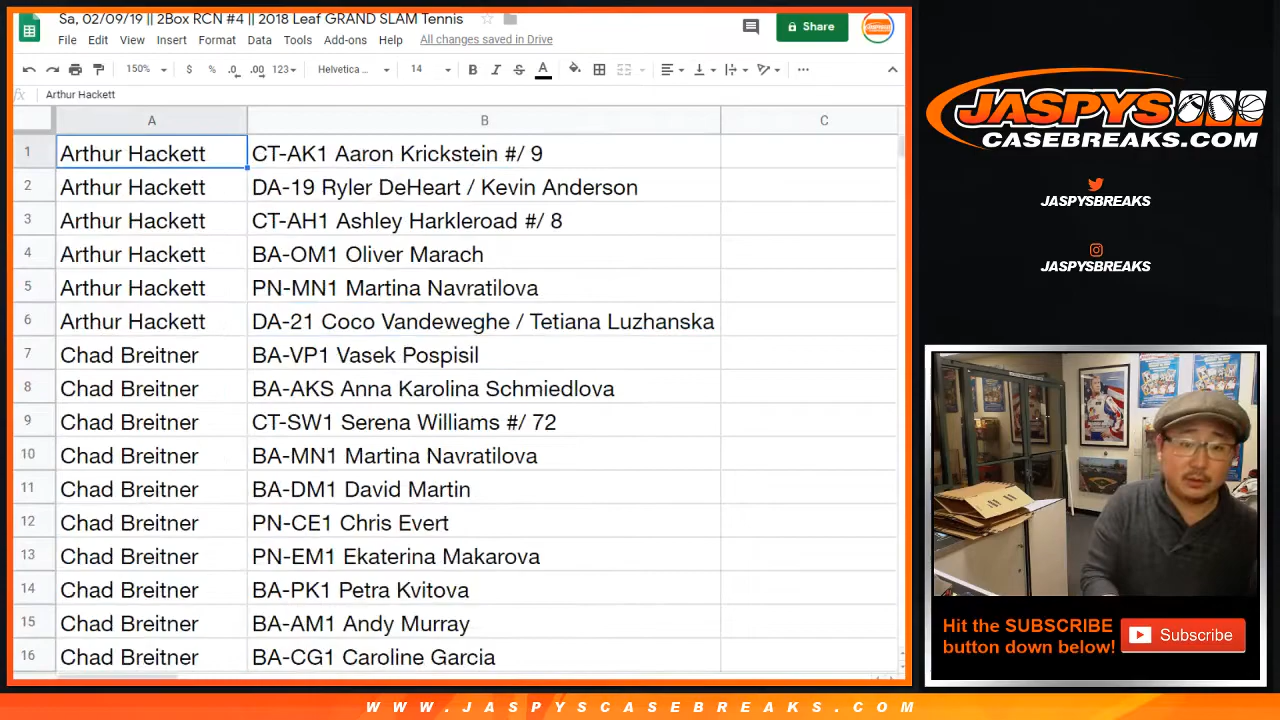 Sa, 02/09/19 || 2Box RCN #4 || 2018 Leaf GRAND SLAM Tennis
File Edit View Insert Format Data Tools Add-ons Help All changes saved in Drive
Share
150% $ % .0 .00 123 Helvetica ... 14 B I S A
fx Arthur Hackett
A B C
1 Arthur Hackett CT-AK1 Aaron Krickstein #/ 9
2 Arthur Hackett DA-19 Ryler DeHeart / Kevin Anderson
3 Arthur Hackett CT-AH1 Ashley Harkleroad #/ 8
4 Arthur Hackett BA-OM1 Oliver Marach
5 Arthur Hackett PN-MN1 Martina Navratilova
6 Arthur Hackett DA-21 Coco Vandeweghe / Tetiana Luzhanska
7 Chad Breitner BA-VP1 Vasek Pospisil
8 Chad Breitner BA-AKS Anna Karolina Schmiedlova
9 Chad Breitner CT-SW1 Serena Williams #/ 72
10 Chad Breitner BA-MN1 Martina Navratilova
11 Chad Breitner BA-DM1 David Martin
12 Chad Breitner PN-CE1 Chris Evert
13 Chad Breitner PN-EM1 Ekaterina Makarova
14 Chad Breitner BA-PK1 Petra Kvitova
15 Chad Breitner BA-AM1 Andy Murray
16 Chad Breitner BA-CG1 Caroline Garcia
JASPYS
CASEBREAKS.COM
JASPYSBREAKS
JASPYSBREAKS
Hit the SUBSCRIBE
button down below!
Subscribe
WWW.JASPYSCASEBREAKS.COM